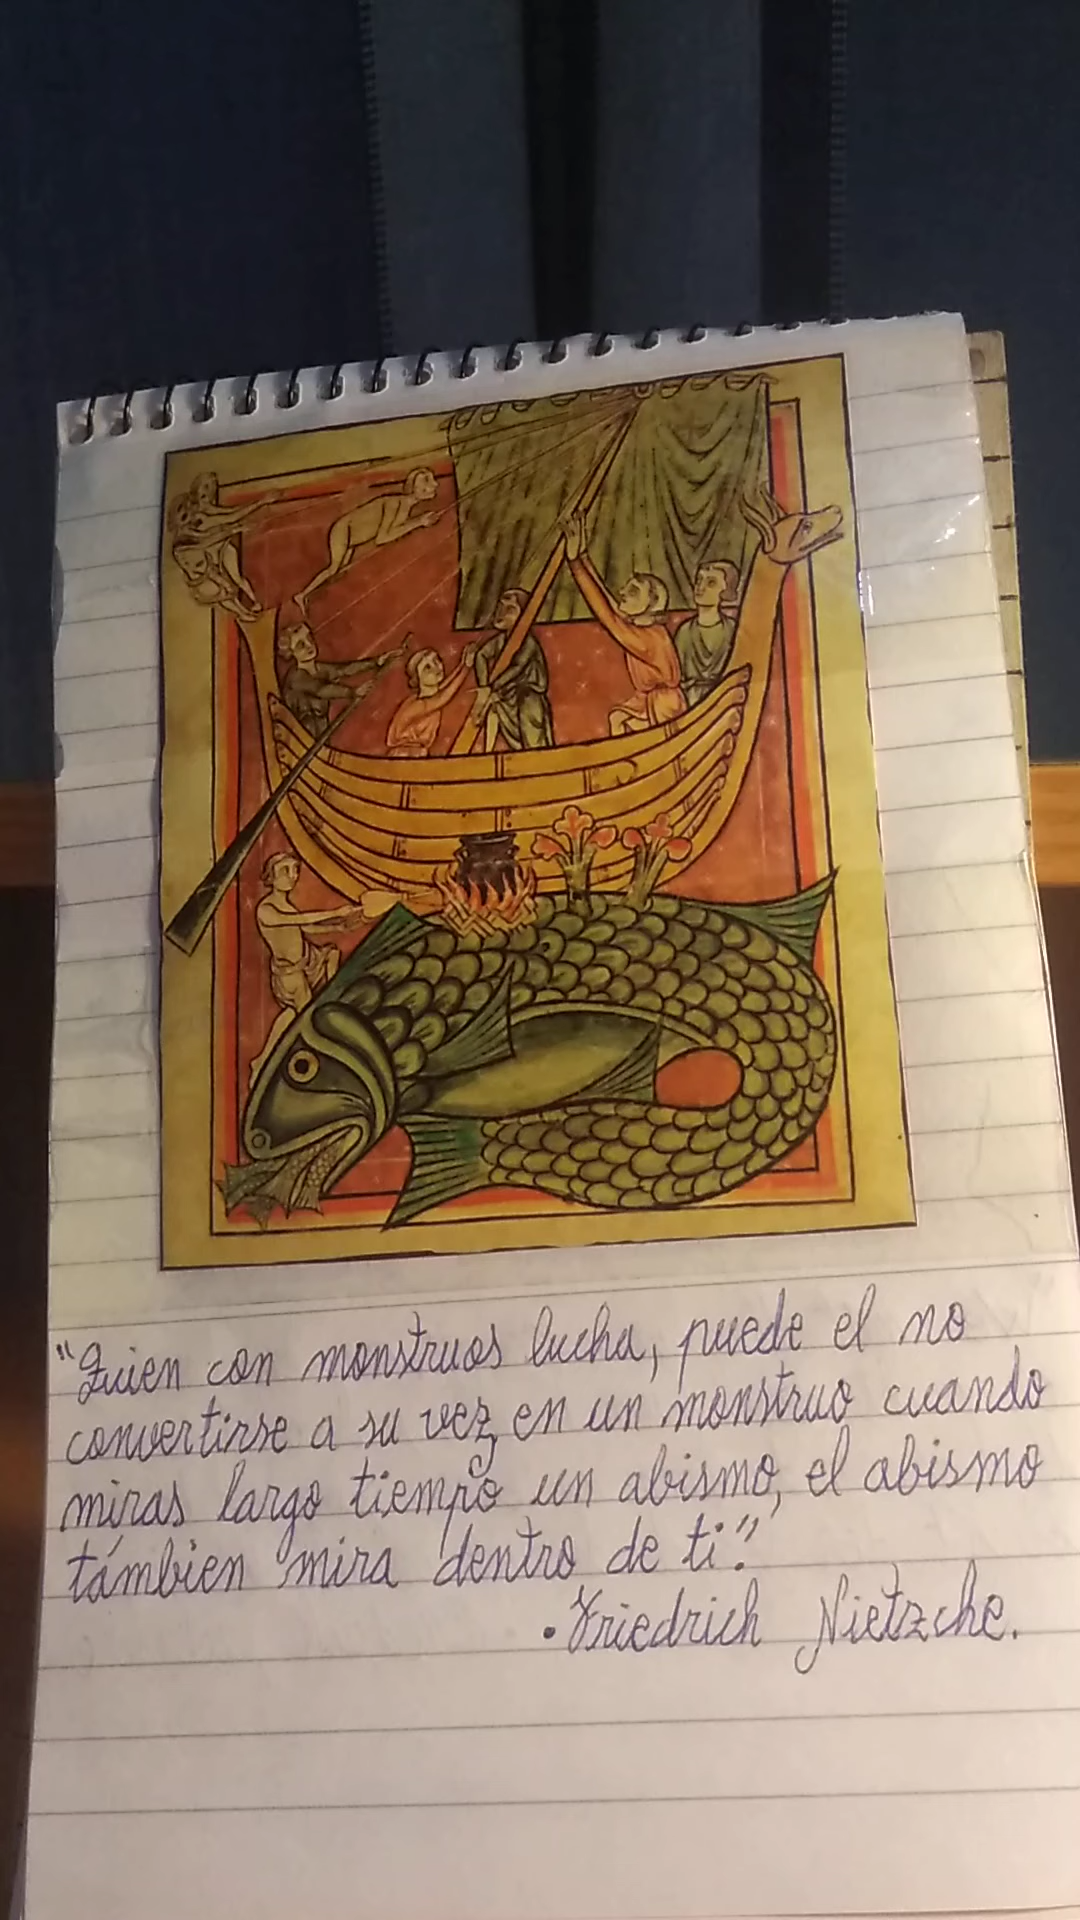 "Quien con monstruos lucha, puede el no
convertirse a su vez en un monstruo cuando
miras largo tiempo un abismo, el abismo
támbien mira dentro de ti."
• Friedrich Nietzche.